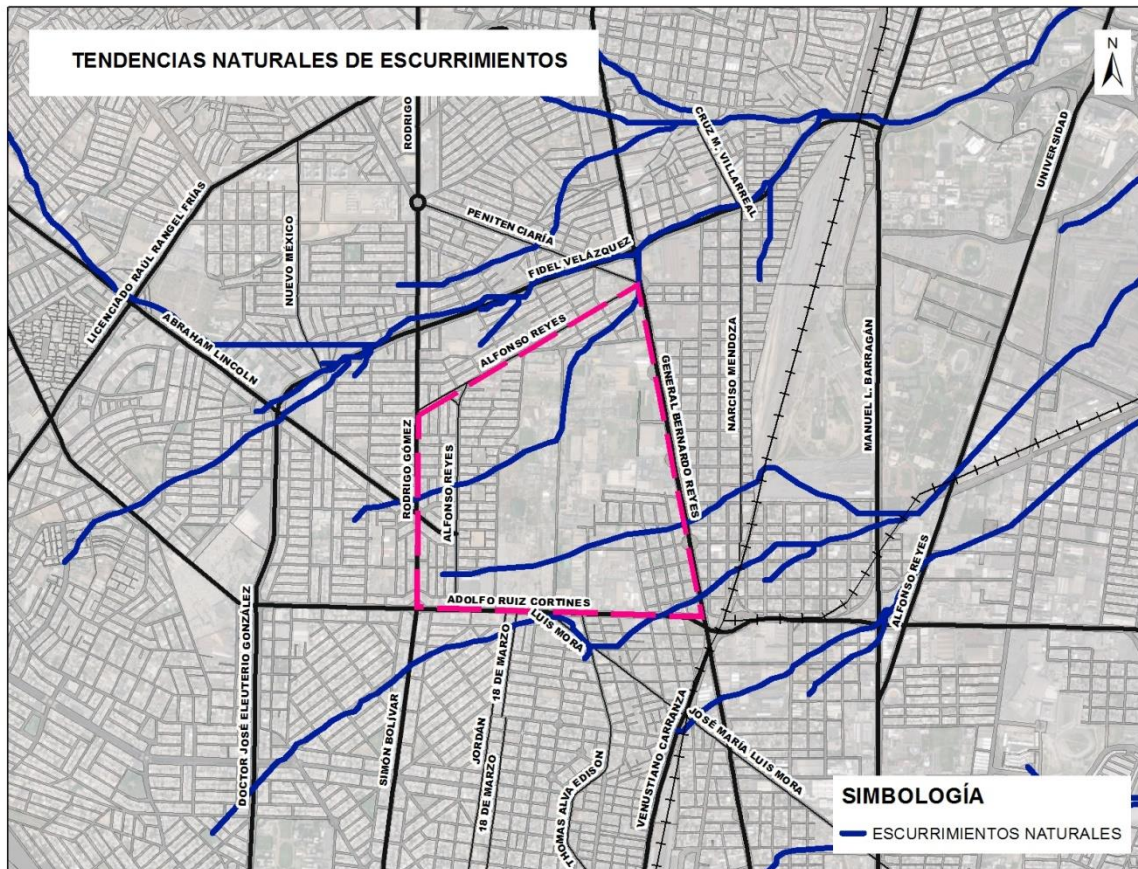 TENDENCIAS NATURALES DE ESCURRIMIENTOS
N
RODRIGO
CRUZ M. VILLARREAL
UNIVERSIDAD
LICENCIADO RAÚL RANGEL FRÍAS
NUEVO MÉXICO
PENITENCIARÍA
FIDEL VELÁZQUEZ
ABRAHAM LINCOLN
ALFONSO REYES
GENERAL BERNARDO REYES
NARCISO MENDOZA
MANUEL L. BARRAGÁN
RODRIGO GÓMEZ
ALFONSO REYES
ADOLFO RUIZ CORTINES
LUIS MORA
ALFONSO REYES
DOCTOR JOSÉ ELEUTERIO GONZÁLEZ
SIMÓN BOLÍVAR
18 DE MARZO
JORDÁN
18 DE MARZO
THOMAS ALVA EDISON
VENUSTIANO CARRANZA
JOSÉ MARÍA LUIS MORA
SIMBOLOGÍA
ESCURRIMIENTOS NATURALES